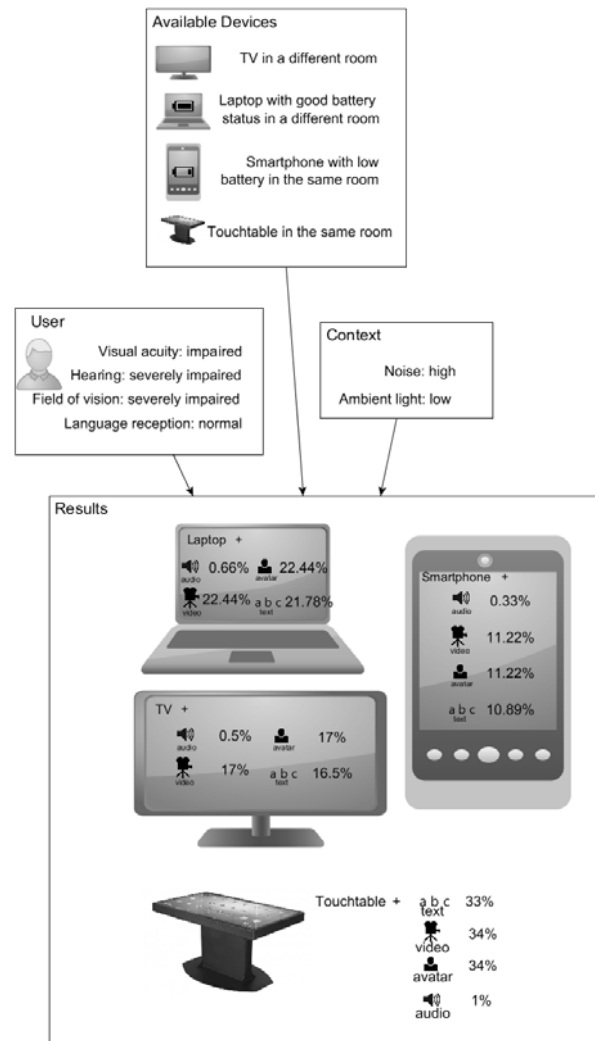 Available Devices
TV in a different room
Laptop with good battery
status in a different room
Smartphone with low
battery in the same room
Touchtable in the same room
User
Visual acuity: impaired
Hearing: severely impaired
Field of vision: severely impaired
Language reception: normal
Context
Noise: high
Ambient light: low
Results
Laptop +
audio 0.66% avatar 22.44%
video 22.44% a b c text 21.78%
Smartphone +
audio 0.33%
video 11.22%
avatar 11.22%
a b c text 10.89%
TV +
audio 0.5% avatar 17%
video 17% a b c text 16.5%
Touchtable + a b c text 33%
video 34%
avatar 34%
audio 1%